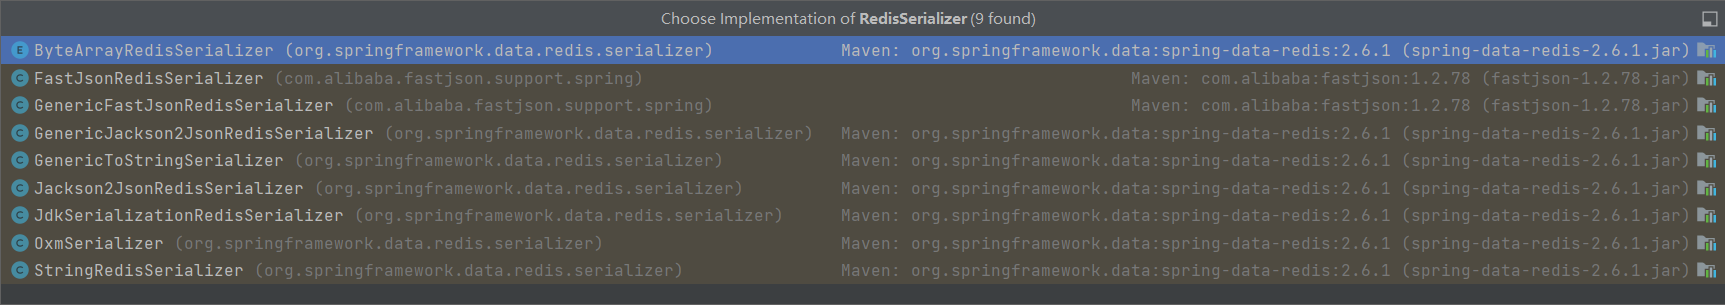 Choose Implementation of RedisSerializer (9 found)
E ByteArrayRedisSerializer (org.springframework.data.redis.serializer) Maven: org.springframework.data:spring-data-redis:2.6.1 (spring-data-redis-2.6.1.jar)
C FastJsonRedisSerializer (com.alibaba.fastjson.support.spring) Maven: com.alibaba:fastjson:1.2.78 (fastjson-1.2.78.jar)
C GenericFastJsonRedisSerializer (com.alibaba.fastjson.support.spring) Maven: com.alibaba:fastjson:1.2.78 (fastjson-1.2.78.jar)
C GenericJackson2JsonRedisSerializer (org.springframework.data.redis.serializer) Maven: org.springframework.data:spring-data-redis:2.6.1 (spring-data-redis-2.6.1.jar)
C GenericToStringSerializer (org.springframework.data.redis.serializer) Maven: org.springframework.data:spring-data-redis:2.6.1 (spring-data-redis-2.6.1.jar)
C Jackson2JsonRedisSerializer (org.springframework.data.redis.serializer) Maven: org.springframework.data:spring-data-redis:2.6.1 (spring-data-redis-2.6.1.jar)
C JdkSerializationRedisSerializer (org.springframework.data.redis.serializer) Maven: org.springframework.data:spring-data-redis:2.6.1 (spring-data-redis-2.6.1.jar)
C OxmSerializer (org.springframework.data.redis.serializer) Maven: org.springframework.data:spring-data-redis:2.6.1 (spring-data-redis-2.6.1.jar)
C StringRedisSerializer (org.springframework.data.redis.serializer) Maven: org.springframework.data:spring-data-redis:2.6.1 (spring-data-redis-2.6.1.jar)